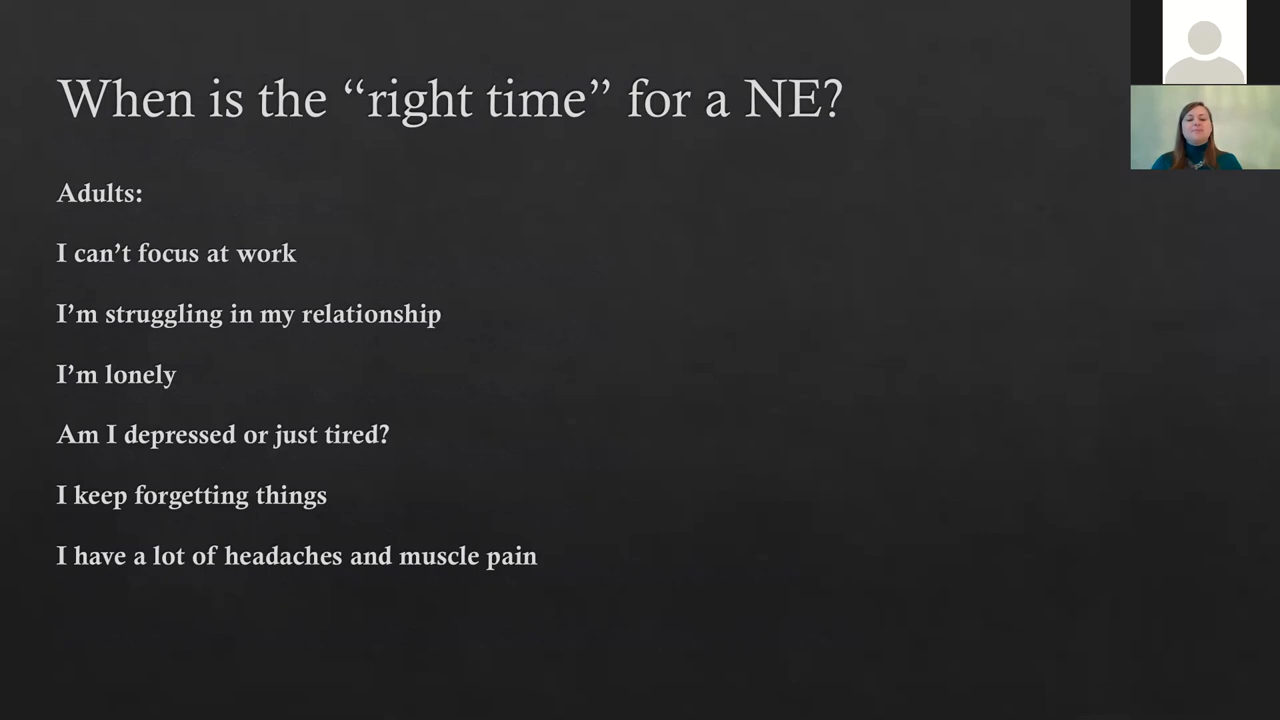 When is the “right time” for a NE?
Adults:
I can’t focus at work
I’m struggling in my relationship
I’m lonely
Am I depressed or just tired?
I keep forgetting things
I have a lot of headaches and muscle pain